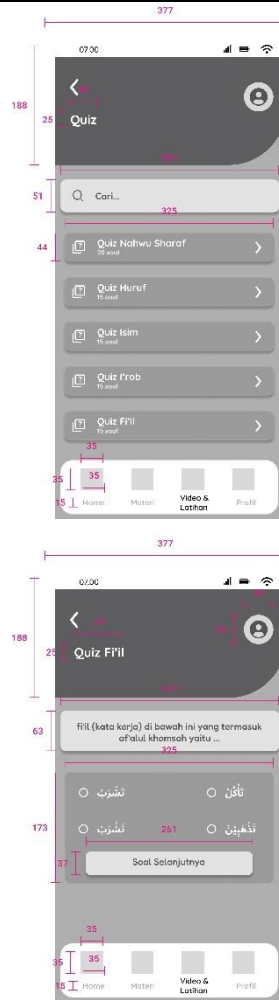 377
07.00
188
25
Quiz
51
Cari...
325
44
Quiz Nahwu Sharaf
20 soal
Quiz Huruf
15 soal
Quiz Isim
15 soal
Quiz I'rob
15 soal
Quiz Fi'il
15 soal
35
35
35
15
Home
Materi
Video &
Latihan
Profil
377
07.00
188
25
Quiz Fi'il
63
fi'il (kata kerja) di bawah ini yang termasuk
af'alul khomsah yaitu ...
325
173
261
37
Soal Selanjutnya
35
35
35
15
Home
Materi
Video &
Latihan
Profil